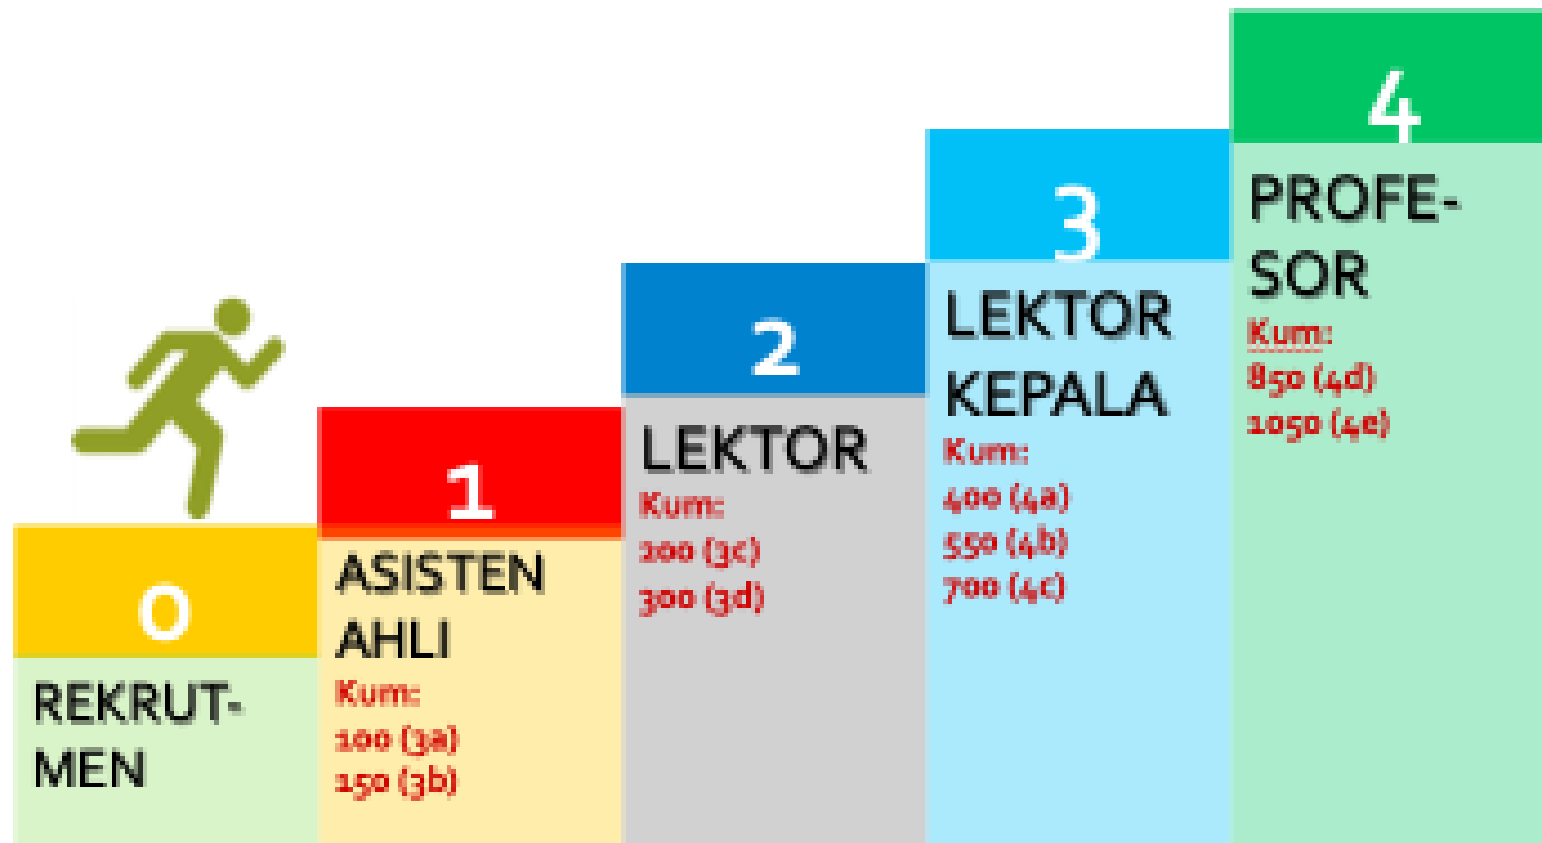 0
REKRUT-
MEN
1
ASISTEN
AHLI
Kum:
100 (3a)
150 (3b)
2
LEKTOR
Kum:
200 (3c)
300 (3d)
3
LEKTOR
KEPALA
Kum:
400 (4a)
550 (4b)
700 (4c)
4
PROFE-
SOR
Kum:
850 (4d)
1050 (4e)